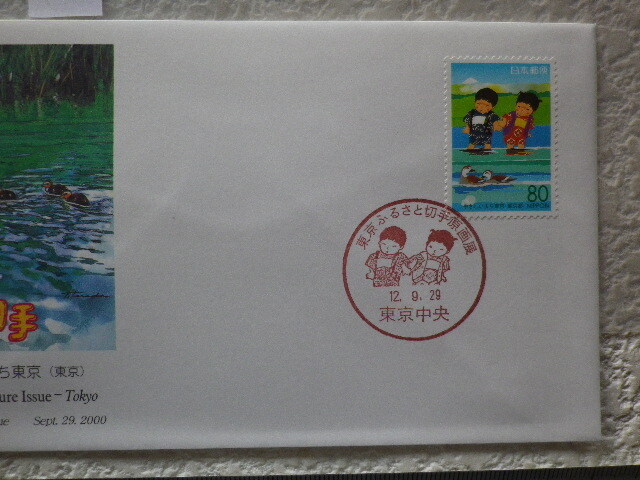 日本郵便
80
NIPPON
東京ふるさと切手原画展
12. 9. 29
東京中央
手
ち東京 (東京)
ure Issue – Tokyo
ue Sept. 29. 2000